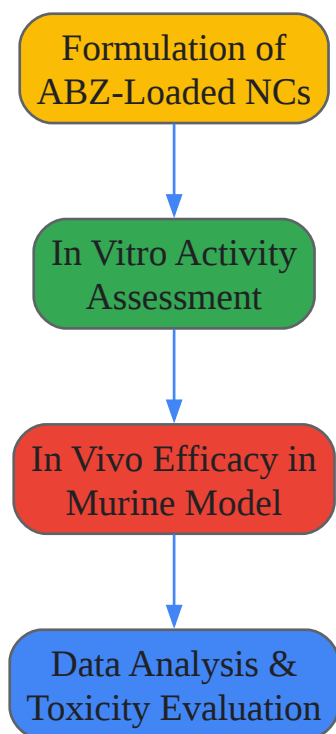 Formulation of
ABZ-Loaded NCs
In Vitro Activity
Assessment
In Vivo Efficacy in
Murine Model
Data Analysis &
Toxicity Evaluation